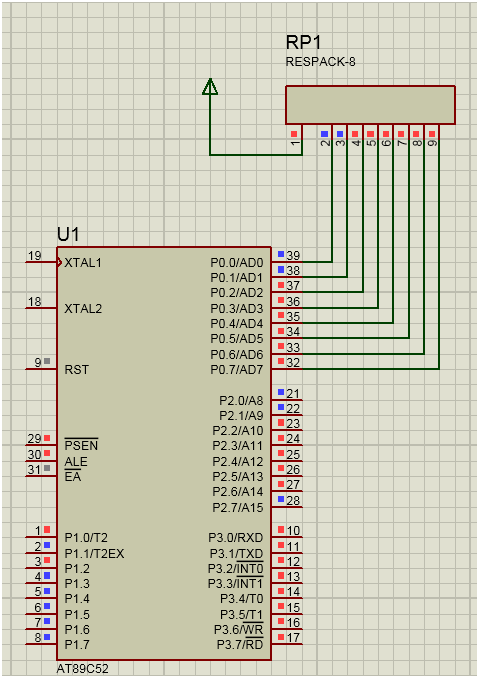 RP1
RESPACK-8
1 2 3 4 5 6 7 8 9
U1
19 XTAL1 P0.0/AD0 39
P0.1/AD1 38
P0.2/AD2 37
18 XTAL2 P0.3/AD3 36
P0.4/AD4 35
P0.5/AD5 34
P0.6/AD6 33
9 RST P0.7/AD7 32
P2.0/A8 21
P2.1/A9 22
P2.2/A10 23
29 PSEN P2.3/A11 24
30 ALE P2.4/A12 25
31 EA P2.5/A13 26
P2.6/A14 27
P2.7/A15 28
1 P1.0/T2 P3.0/RXD 10
2 P1.1/T2EX P3.1/TXD 11
3 P1.2 P3.2/INT0 12
4 P1.3 P3.3/INT1 13
5 P1.4 P3.4/T0 14
6 P1.5 P3.5/T1 15
7 P1.6 P3.6/WR 16
8 P1.7 P3.7/RD 17
AT89C52